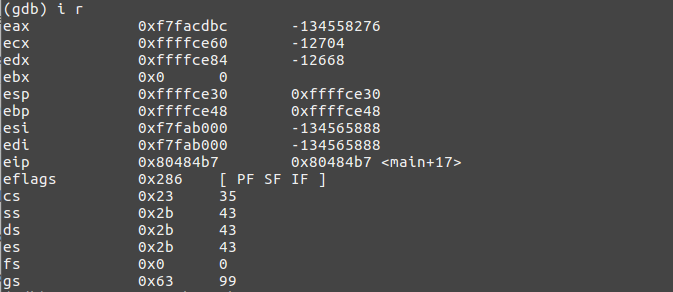 (gdb) i r
eax 0xf7facdbc -134558276
ecx 0xffffce60 -12704
edx 0xffffce84 -12668
ebx 0x0 0
esp 0xffffce30 0xffffce30
ebp 0xffffce48 0xffffce48
esi 0xf7fab000 -134565888
edi 0xf7fab000 -134565888
eip 0x80484b7 0x80484b7 <main+17>
eflags 0x286 [ PF SF IF ]
cs 0x23 35
ss 0x2b 43
ds 0x2b 43
es 0x2b 43
fs 0x0 0
gs 0x63 99